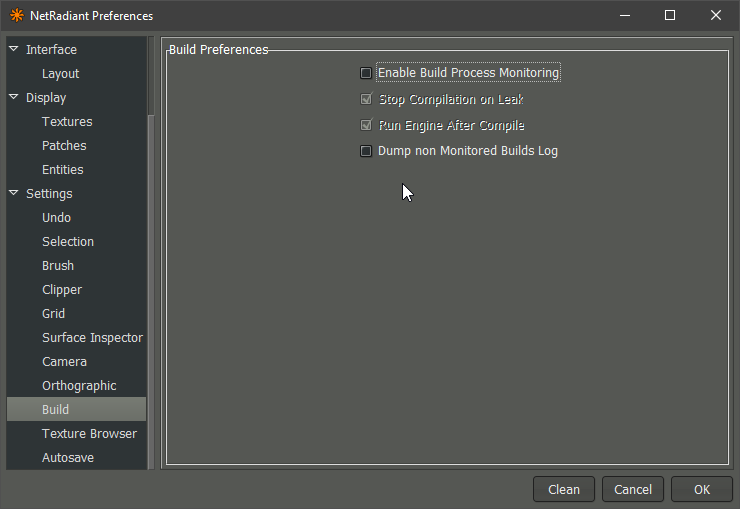 NetRadiant Preferences
Interface
Layout
Display
Textures
Patches
Entities
Settings
Undo
Selection
Brush
Clipper
Grid
Surface Inspector
Camera
Orthographic
Build
Texture Browser
Autosave
Build Preferences
Enable Build Process Monitoring
Stop Compilation on Leak
Run Engine After Compile
Dump non Monitored Builds Log
Clean
Cancel
OK